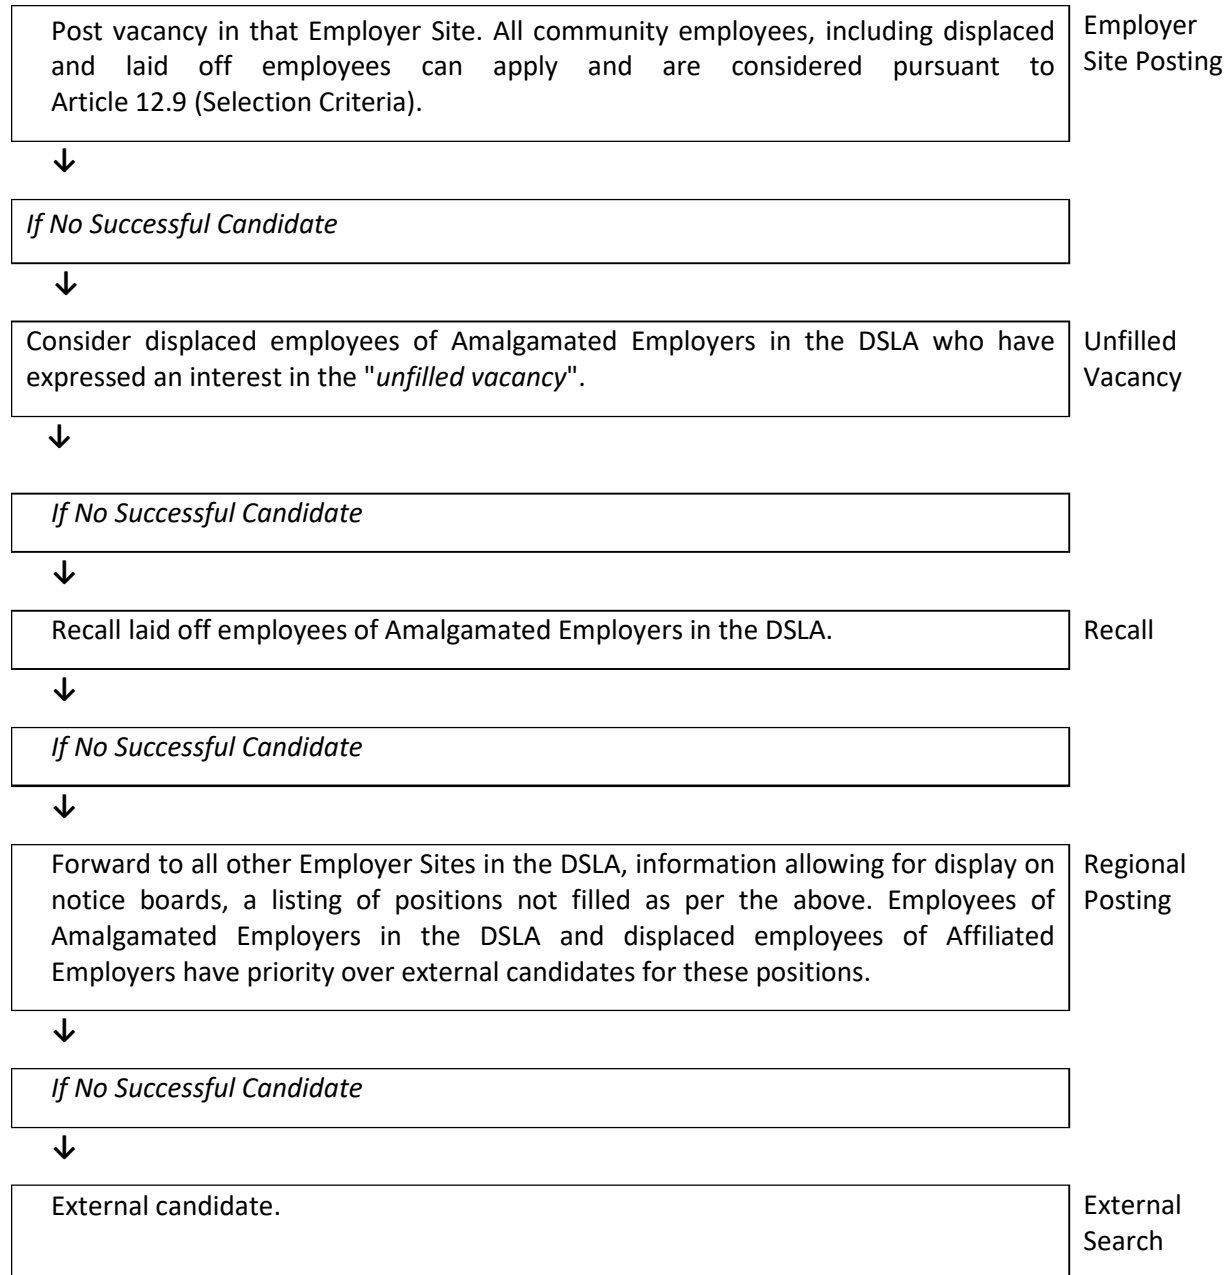 Post vacancy in that Employer Site. All community employees, including displaced
and laid off employees can apply and are considered pursuant to
Article 12.9 (Selection Criteria).
Employer
Site Posting
↓
If No Successful Candidate
↓
Consider displaced employees of Amalgamated Employers in the DSLA who have
expressed an interest in the "unfilled vacancy".
Unfilled
Vacancy
↓
If No Successful Candidate
↓
Recall laid off employees of Amalgamated Employers in the DSLA.
Recall
↓
If No Successful Candidate
↓
Forward to all other Employer Sites in the DSLA, information allowing for display on
notice boards, a listing of positions not filled as per the above. Employees of
Amalgamated Employers in the DSLA and displaced employees of Affiliated
Employers have priority over external candidates for these positions.
Regional
Posting
↓
If No Successful Candidate
↓
External candidate.
External
Search